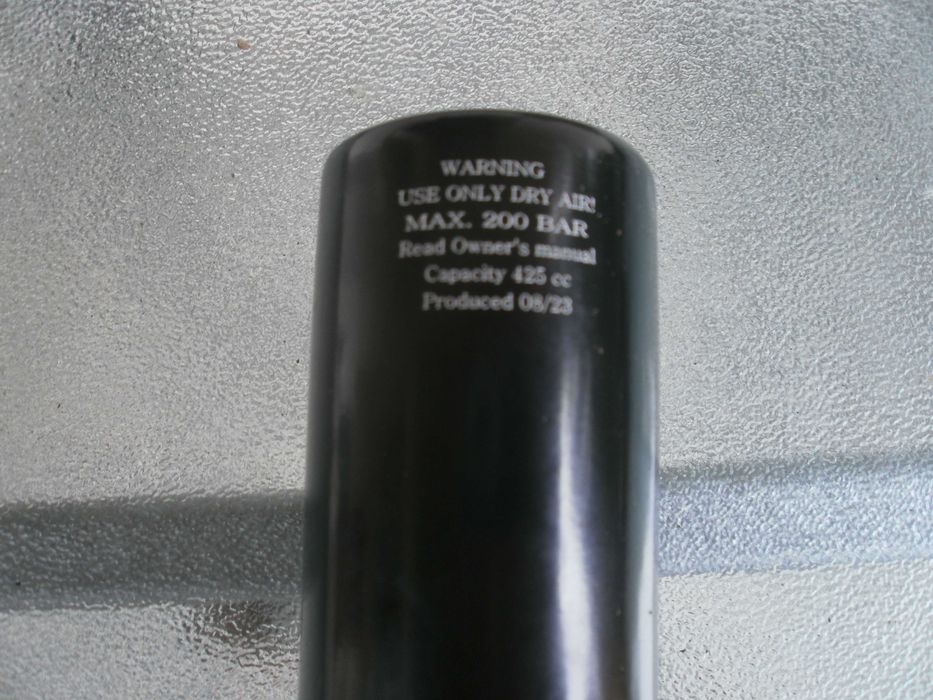 WARNING
USE ONLY DRY AIR!
MAX. 200 BAR
Read Owner's manual
Capacity 425 cc
Produced 08/23